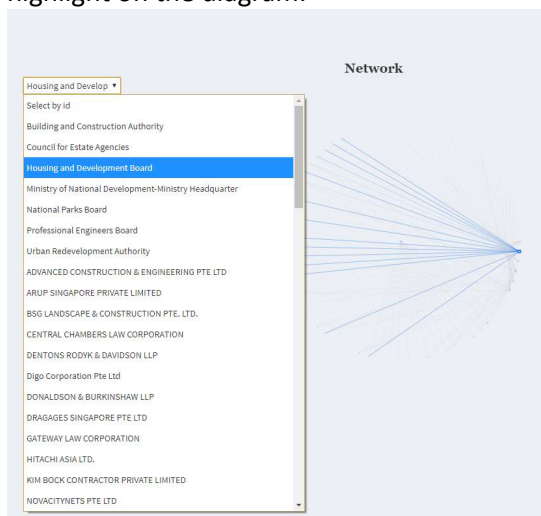 highlight on the diagram.
Network
Housing and Develop
Select by id
Building and Construction Authority
Council for Estate Agencies
Housing and Development Board
Ministry of National Development-Ministry Headquarter
National Parks Board
Professional Engineers Board
Urban Redevelopment Authority
ADVANCED CONSTRUCTION & ENGINEERING PTE LTD
ARUP SINGAPORE PRIVATE LIMITED
BSG LANDSCAPE & CONSTRUCTION PTE. LTD.
CENTRAL CHAMBERS LAW CORPORATION
DENTONS RODYK & DAVIDSON LLP
Digo Corporation Pte Ltd
DONALDSON & BURKINSHAW LLP
DRAGAGES SINGAPORE PTE LTD
GATEWAY LAW CORPORATION
HITACHI ASIA LTD.
KIM BOCK CONTRACTOR PRIVATE LIMITED
NOVACITYNETS PTE LTD